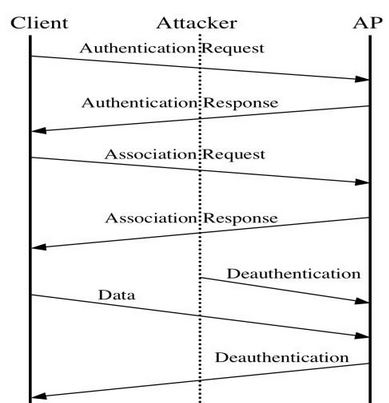 Client Attacker AP
Authentication Request
Authentication Response
Association Request
Association Response
Deauthentication
Data
Deauthentication